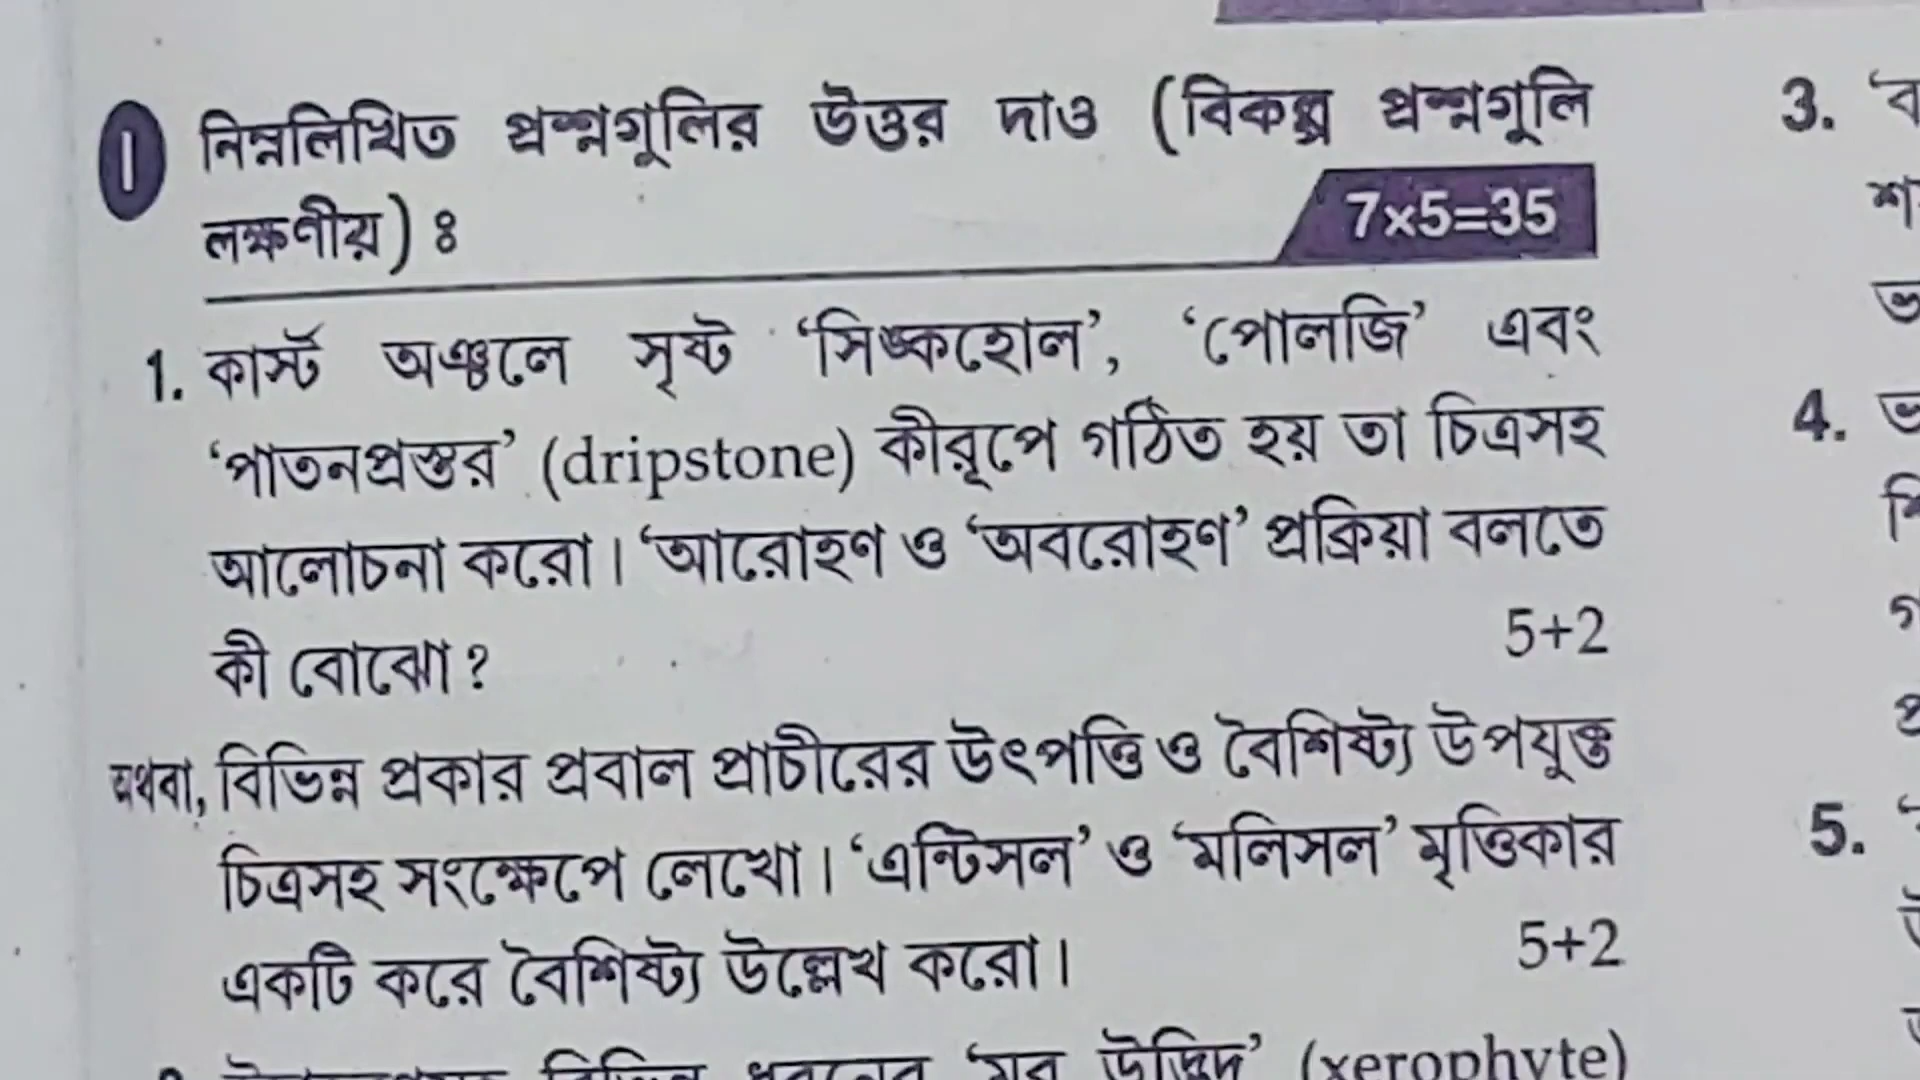 I নিম্নলিখিত প্রশ্নগুলির উত্তর দাও (বিকল্প প্রশ্নগুলি
লক্ষণীয়) ঃ
7×5=35
1. কার্স্ট অঞ্চলে সৃষ্ট ‘সিঙ্কহোল’, ‘পোলজি’ এবং
‘পাতনপ্রস্তর’ (dripstone) কীরূপে গঠিত হয় তা চিত্রসহ
আলোচনা করো। ‘আরোহণ ও ‘অবরোহণ’ প্রক্রিয়া বলতে
কী বোঝো? 5+2
অথবা, বিভিন্ন প্রকার প্রবাল প্রাচীরের উৎপত্তি ও বৈশিষ্ট্য উপযুক্ত
চিত্রসহ সংক্ষেপে লেখো। ‘এন্টিসল’ ও ‘মলিসল’ মৃত্তিকার
একটি করে বৈশিষ্ট্য উল্লেখ করো। 5+2
বিভিন্ন ধরনের (xerophyte)
3.
4.
5.